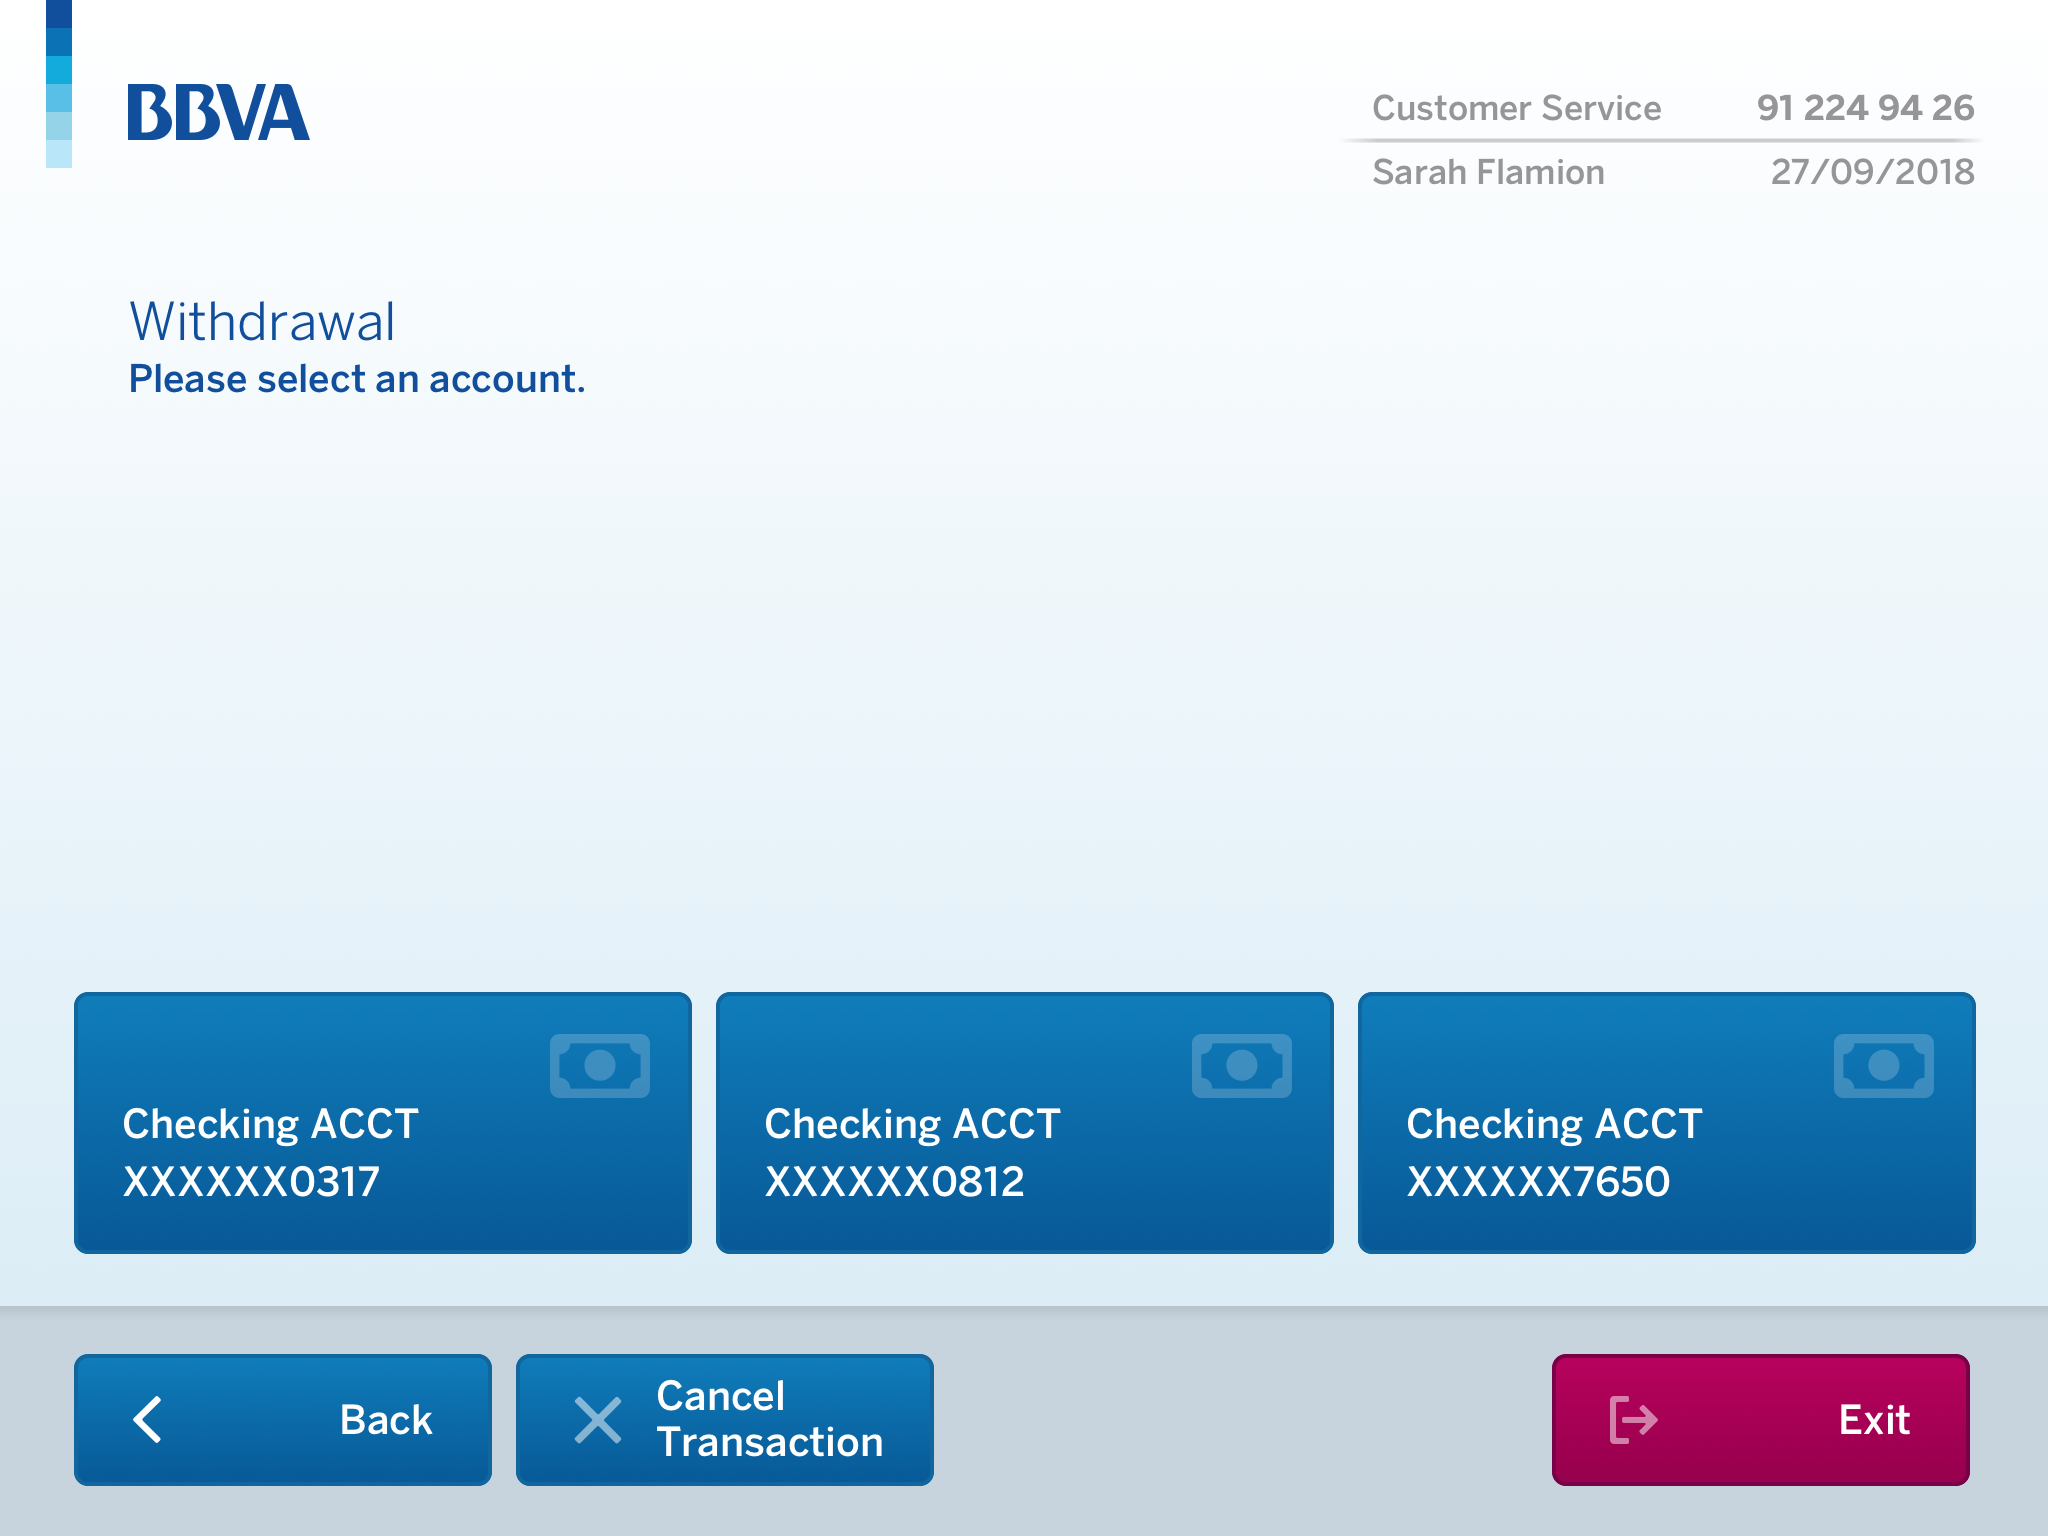 BBVA
Customer Service 91 224 94 26
Sarah Flamion 27/09/2018
Withdrawal
Please select an account.
Checking ACCT
XXXXXX0317
Checking ACCT
XXXXXX0812
Checking ACCT
XXXXXX7650
Back
Cancel
Transaction
Exit